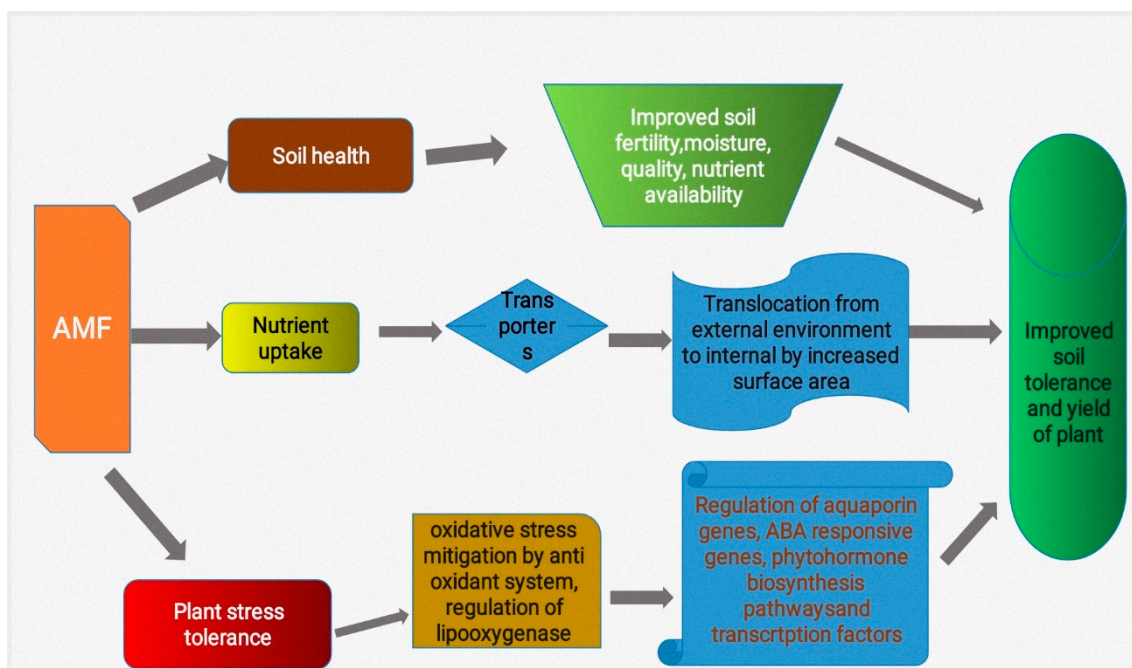 Soil health
Improved soil
fertility,moisture,
quality, nutrient
availability
AMF
Nutrient
uptake
Trans
porter
s
Translocation from
external environment
to internal by increased
surface area
Improved
soil
tolerance
and yield
of plant
Plant stress
tolerance
oxidative stress
mitigation by anti
oxidant system,
regulation of
lipooxygenase
Regulation of aquaporin
genes, ABA responsive
genes, phytohormone
biosynthesis
pathwaysand
transcrtption factors